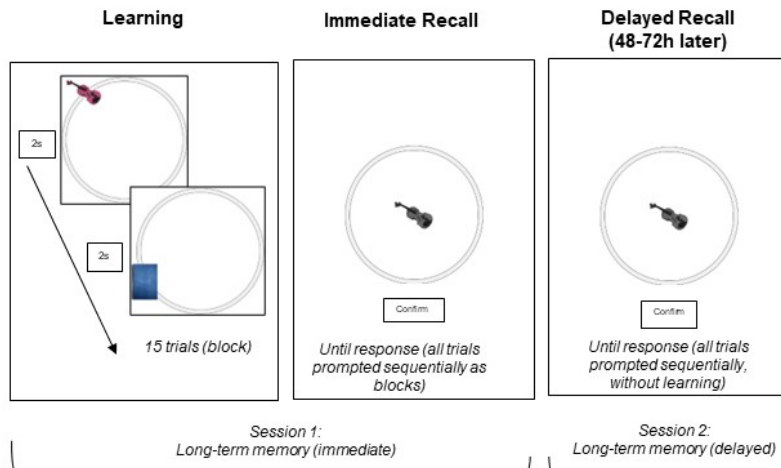 Learning
Immediate Recall
Delayed Recall
(48-72h later)
2s
2s
15 trials (block)
Confirm
Until response (all trials
prompted sequentially as
blocks)
Confirm
Until response (all trials
prompted sequentially,
without learning)
Session 1:
Long-term memory (immediate)
Session 2:
Long-term memory (delayed)